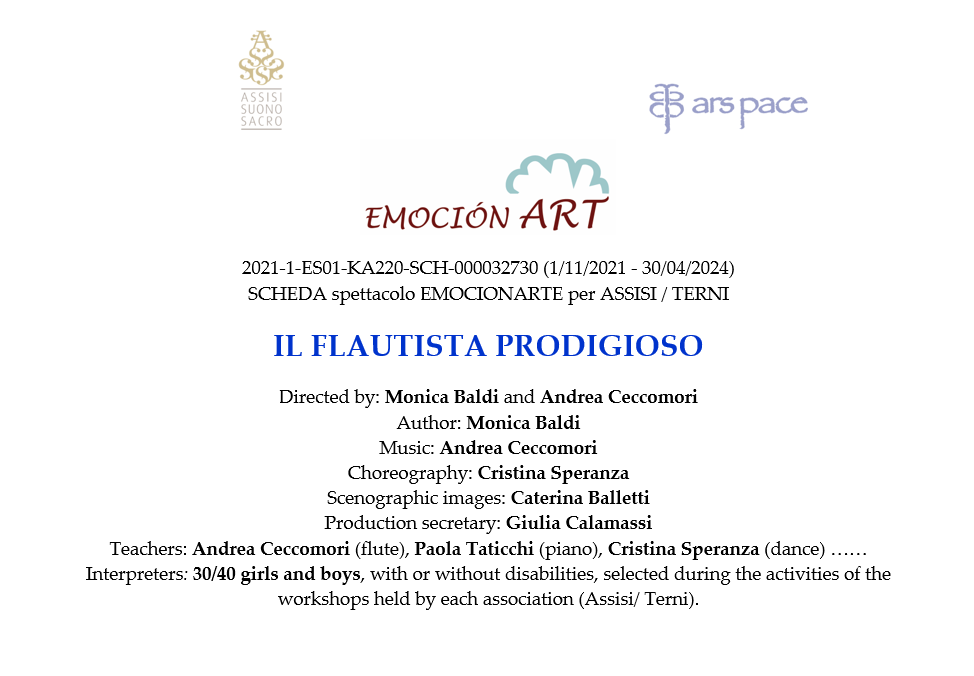 ASSISI
SUONO
SACRO
ars pace
EMOCIÓN ART
2021-1-ES01-KA220-SCH-000032730 (1/11/2021 - 30/04/2024)
SCHEDA spettacolo EMOCIONARTE per ASSISI / TERNI
IL FLAUTISTA PRODIGIOSO
Directed by: Monica Baldi and Andrea Ceccomori
Author: Monica Baldi
Music: Andrea Ceccomori
Choreography: Cristina Speranza
Scenographic images: Caterina Balletti
Production secretary: Giulia Calamassi
Teachers: Andrea Ceccomori (flute), Paola Taticchi (piano), Cristina Speranza (dance) ……
Interpreters: 30/40 girls and boys, with or without disabilities, selected during the activities of the
workshops held by each association (Assisi/ Terni).